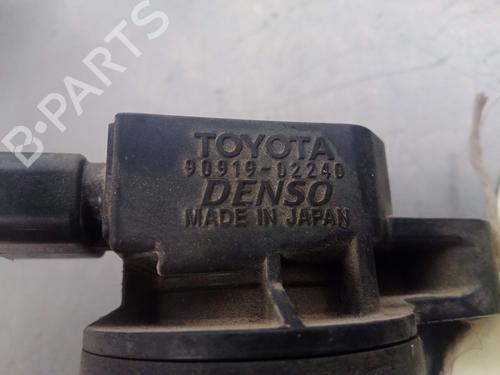 B-PARTS
TOYOTA
90919-02240
DENSO
MADE IN JAPAN